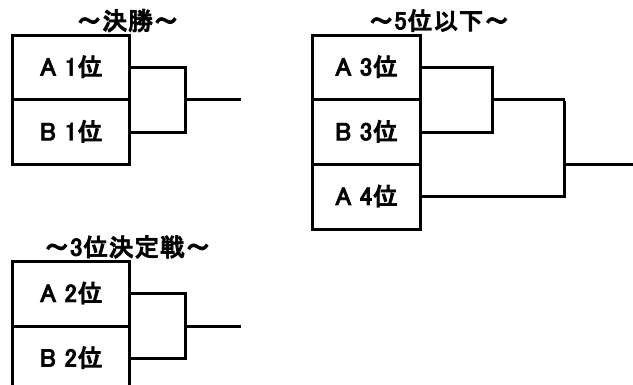 ～決勝～
A 1位
B 1位
～3位決定戦～
A 2位
B 2位
～5位以下～
A 3位
B 3位
A 4位